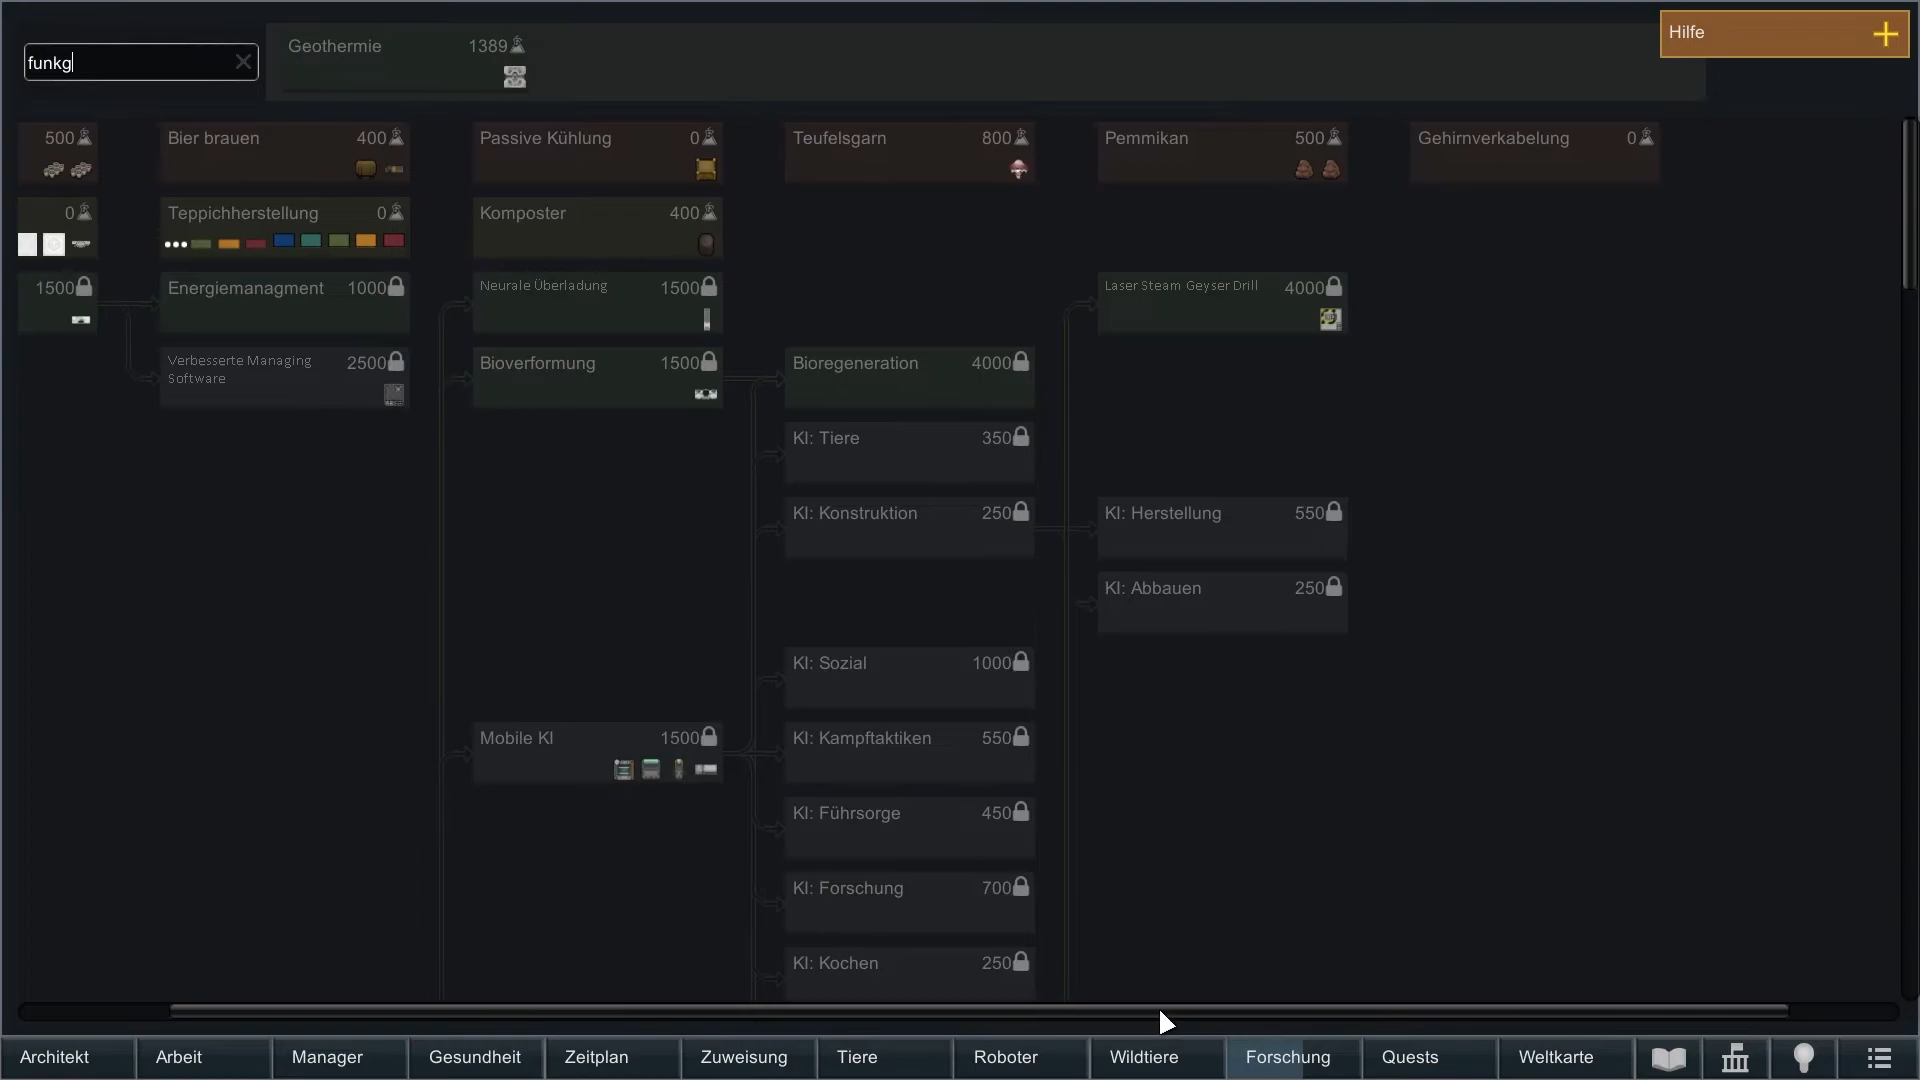 funkg
Geothermie 1389
Hilfe
500
Bier brauen 400
Passive Kühlung 0
Teufelsgarn 800
Pemmikan 500
Gehirnverkabelung 0
0
Teppichherstellung 0
Komposter 400
1500
Energiemanagment 1000
Neurale Überladung 1500
Laser Steam Geyser Drill 4000
Verbesserte Managing
Software
2500
Bioverformung 1500
Bioregeneration 4000
KI: Tiere 350
KI: Konstruktion 250
KI: Herstellung 550
KI: Abbauen 250
KI: Sozial 1000
Mobile KI 1500
KI: Kampftaktiken 550
KI: Führsorge 450
KI: Forschung 700
KI: Kochen 250
Architekt Arbeit Manager Gesundheit Zeitplan Zuweisung Tiere Roboter Wildtiere Forschung Quests Weltkarte